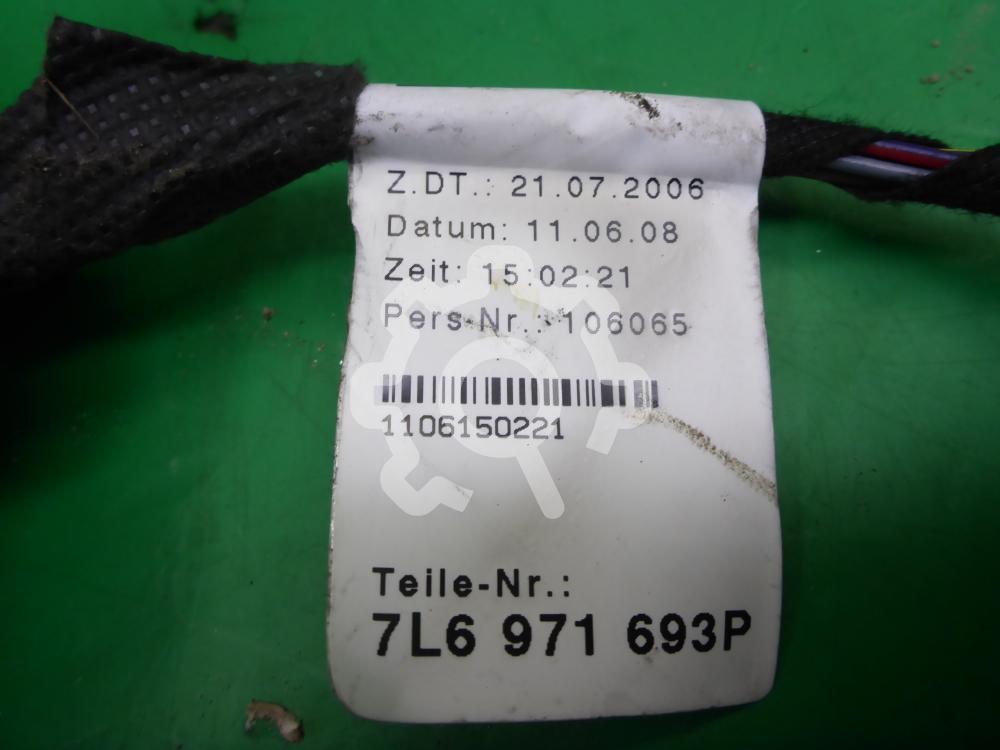 Z.DT.: 21.07.2006
Datum: 11.06.08
Zeit: 15:02:21
Pers-Nr.: 106065
1106150221
Teile-Nr.:
7L6 971 693P